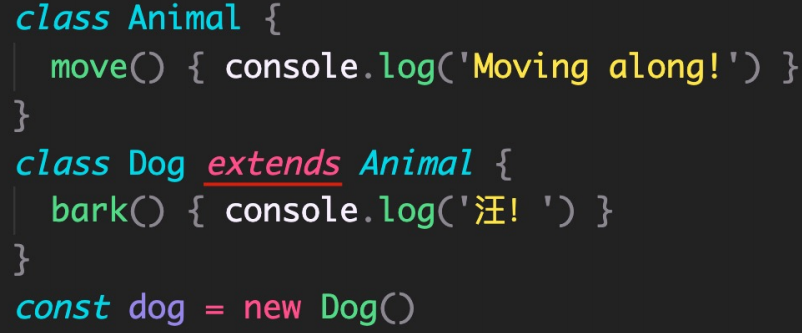 class Animal {
move() { console.log('Moving along!') }
}
class Dog extends Animal {
bark() { console.log('汪! ') }
}
const dog = new Dog()